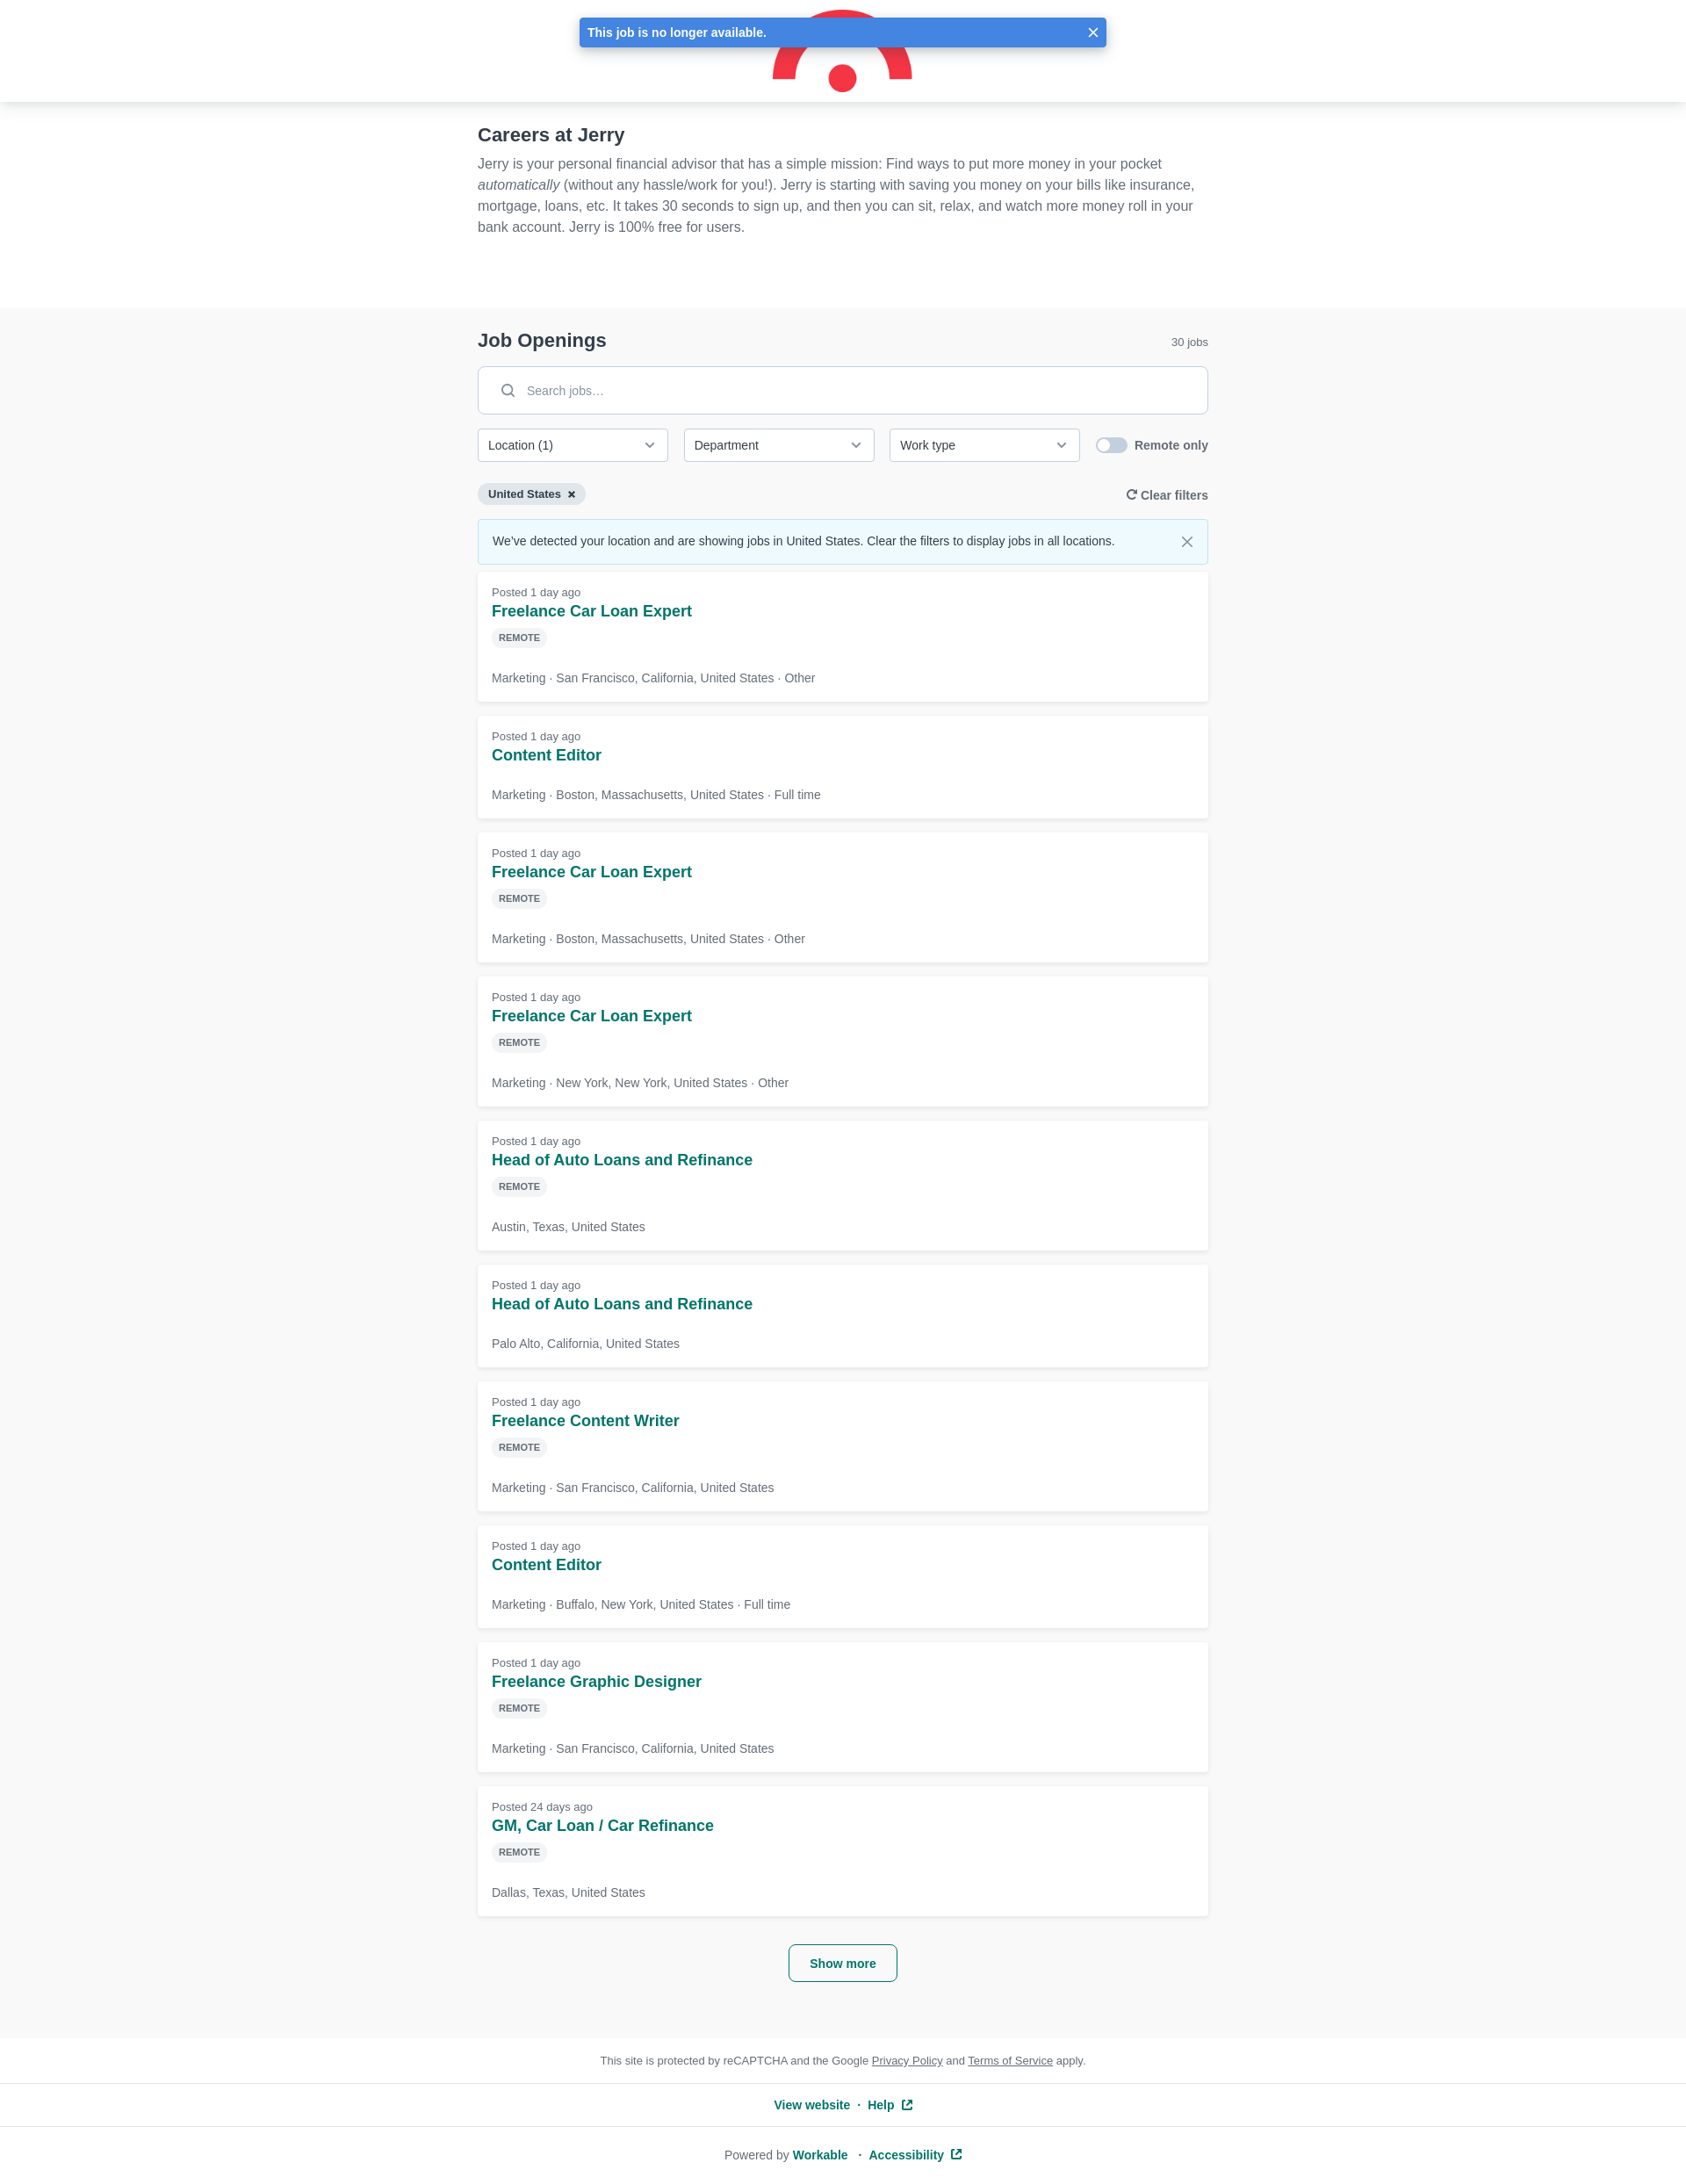 This job is no longer available.
Careers at Jerry
Jerry is your personal financial advisor that has a simple mission: Find ways to put more money in your pocket
automatically (without any hassle/work for you!). Jerry is starting with saving you money on your bills like insurance,
mortgage, loans, etc. It takes 30 seconds to sign up, and then you can sit, relax, and watch more money roll in your
bank account. Jerry is 100% free for users.
Job Openings
30 jobs
Search jobs…
Location (1)
Department
Work type
Remote only
United States
Clear filters
We've detected your location and are showing jobs in United States. Clear the filters to display jobs in all locations.
Posted 1 day ago
Freelance Car Loan Expert
REMOTE
Marketing · San Francisco, California, United States · Other
Posted 1 day ago
Content Editor
Marketing · Boston, Massachusetts, United States · Full time
Posted 1 day ago
Freelance Car Loan Expert
REMOTE
Marketing · Boston, Massachusetts, United States · Other
Posted 1 day ago
Freelance Car Loan Expert
REMOTE
Marketing · New York, New York, United States · Other
Posted 1 day ago
Head of Auto Loans and Refinance
REMOTE
Austin, Texas, United States
Posted 1 day ago
Head of Auto Loans and Refinance
Palo Alto, California, United States
Posted 1 day ago
Freelance Content Writer
REMOTE
Marketing · San Francisco, California, United States
Posted 1 day ago
Content Editor
Marketing · Buffalo, New York, United States · Full time
Posted 1 day ago
Freelance Graphic Designer
REMOTE
Marketing · San Francisco, California, United States
Posted 24 days ago
GM, Car Loan / Car Refinance
REMOTE
Dallas, Texas, United States
Show more
This site is protected by reCAPTCHA and the Google Privacy Policy and Terms of Service apply.
View website · Help
Powered by Workable · Accessibility